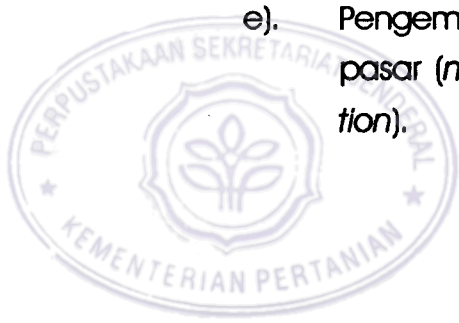 e). Pengem
pasar (n
tion).
PERPUSTAKAAN SEKRETARIAT JENDERAL
KEMENTERIAN PERTANIAN